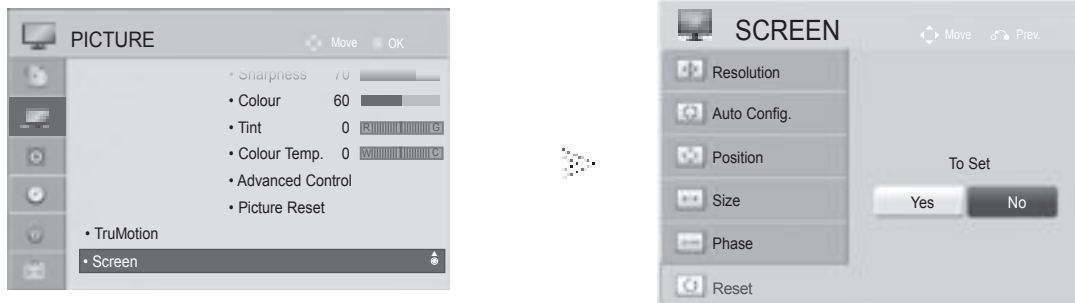 PICTURE
Move OK
• Sharpness 70
• Colour 60
• Tint 0 R G
• Colour Temp. 0 W C
• Advanced Control
• Picture Reset
• TruMotion
• Screen
SCREEN
Move Prev.
Resolution
Auto Config.
Position
Size
Phase
Reset
To Set
Yes No